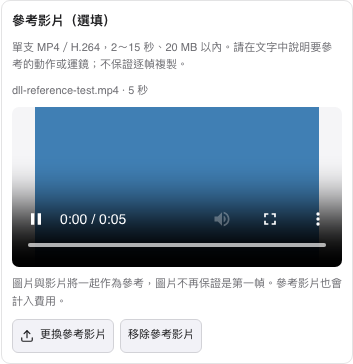 參考影片（選填）
單支 MP4 / H.264，2～15 秒、20 MB 以內。請在文字中說明要參
考的動作或運鏡；不保證逐幀複製。
dll-reference-test.mp4 · 5 秒
0:00 / 0:05
圖片與影片將一起作為參考，圖片不再保證是第一幀。參考影片也會
計入費用。
更換參考影片 移除參考影片